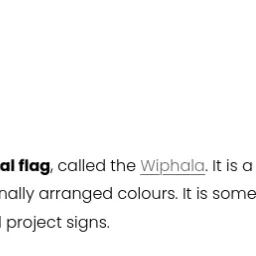 al flag, called the Wiphala. It is a
nally arranged colours. It is some
project signs.